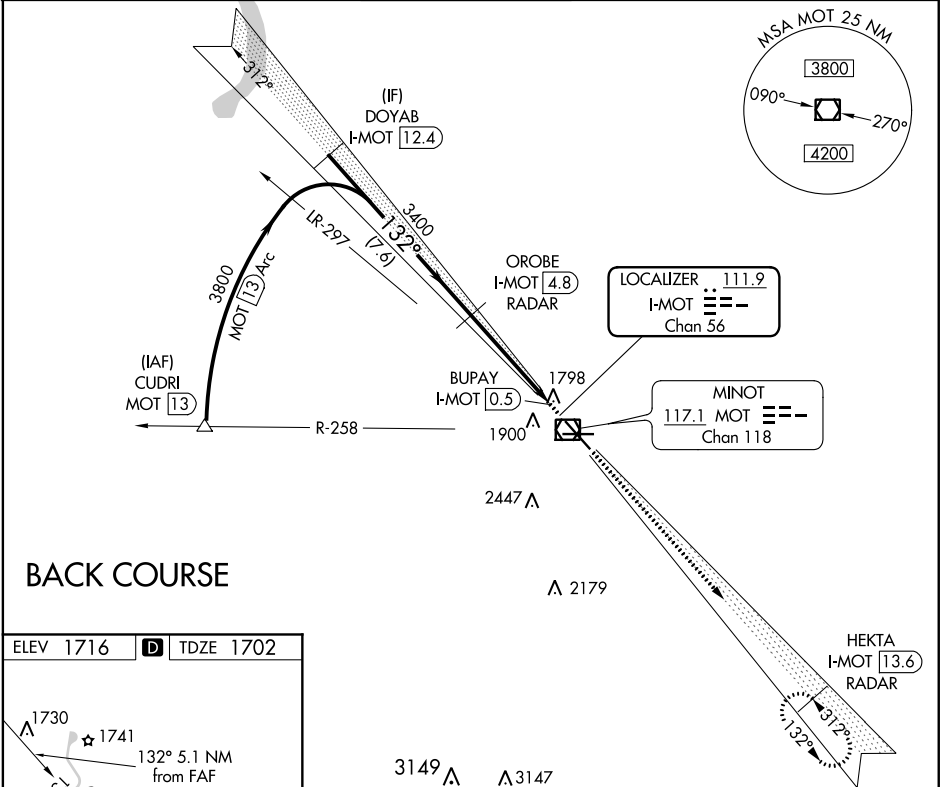 MSA MOT 25 NM
3800
090°
270°
4200
312°
(IF)
DOYAB
I-MOT 12.4
LR-297
3400
132°
(7.6)
3800
MOT 13 Arc
OROBE
I-MOT 4.8
RADAR
LOCALIZER 111.9
I-MOT
Chan 56
(IAF)
CUDRI
MOT 13
R-258
BUPAY
I-MOT 0.5
1798
1900
MINOT
117.1 MOT
Chan 118
2447
2179
BACK COURSE
HEKTA
I-MOT 13.6
RADAR
312°
132°
ELEV 1716 D TDZE 1702
1730
1741
132° 5.1 NM
from FAF
3149
3147